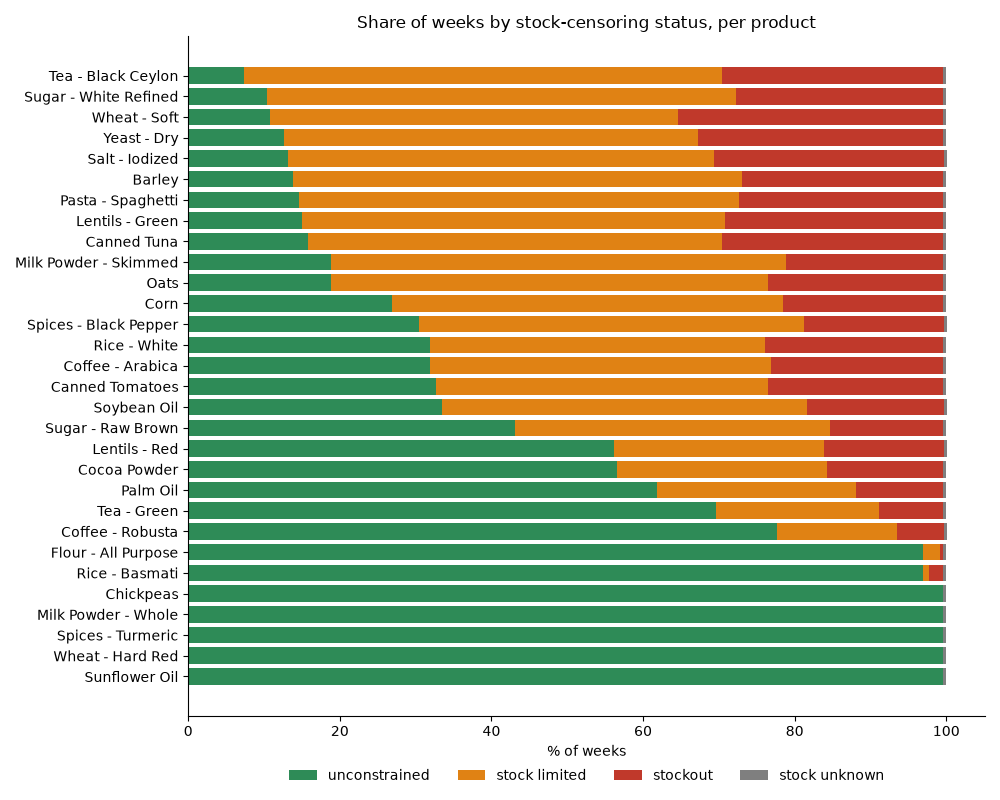 Share of weeks by stock-censoring status, per product
Tea - Black Ceylon
Sugar - White Refined
Wheat - Soft
Yeast - Dry
Salt - Iodized
Barley
Pasta - Spaghetti
Lentils - Green
Canned Tuna
Milk Powder - Skimmed
Oats
Corn
Spices - Black Pepper
Rice - White
Coffee - Arabica
Canned Tomatoes
Soybean Oil
Sugar - Raw Brown
Lentils - Red
Cocoa Powder
Palm Oil
Tea - Green
Coffee - Robusta
Flour - All Purpose
Rice - Basmati
Chickpeas
Milk Powder - Whole
Spices - Turmeric
Wheat - Hard Red
Sunflower Oil
0 20 40 60 80 100
% of weeks
unconstrained stock limited stockout stock unknown